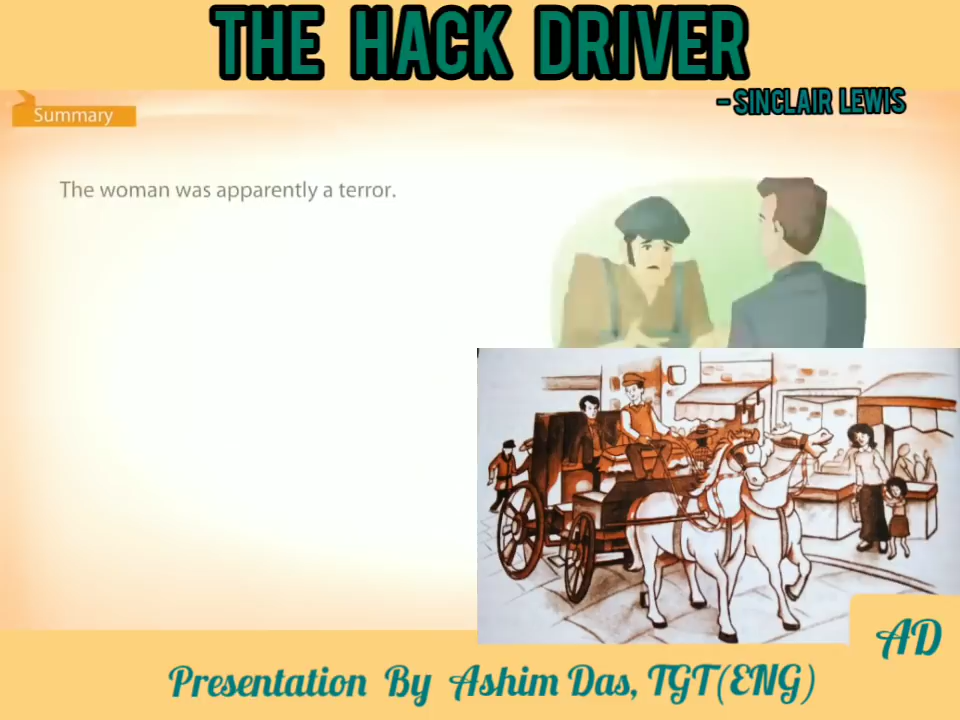 THE HACK DRIVER
- SINCLAIR LEWIS
Summary
The woman was apparently a terror.
AD
Presentation By Ashim Das, TGT(ENG)